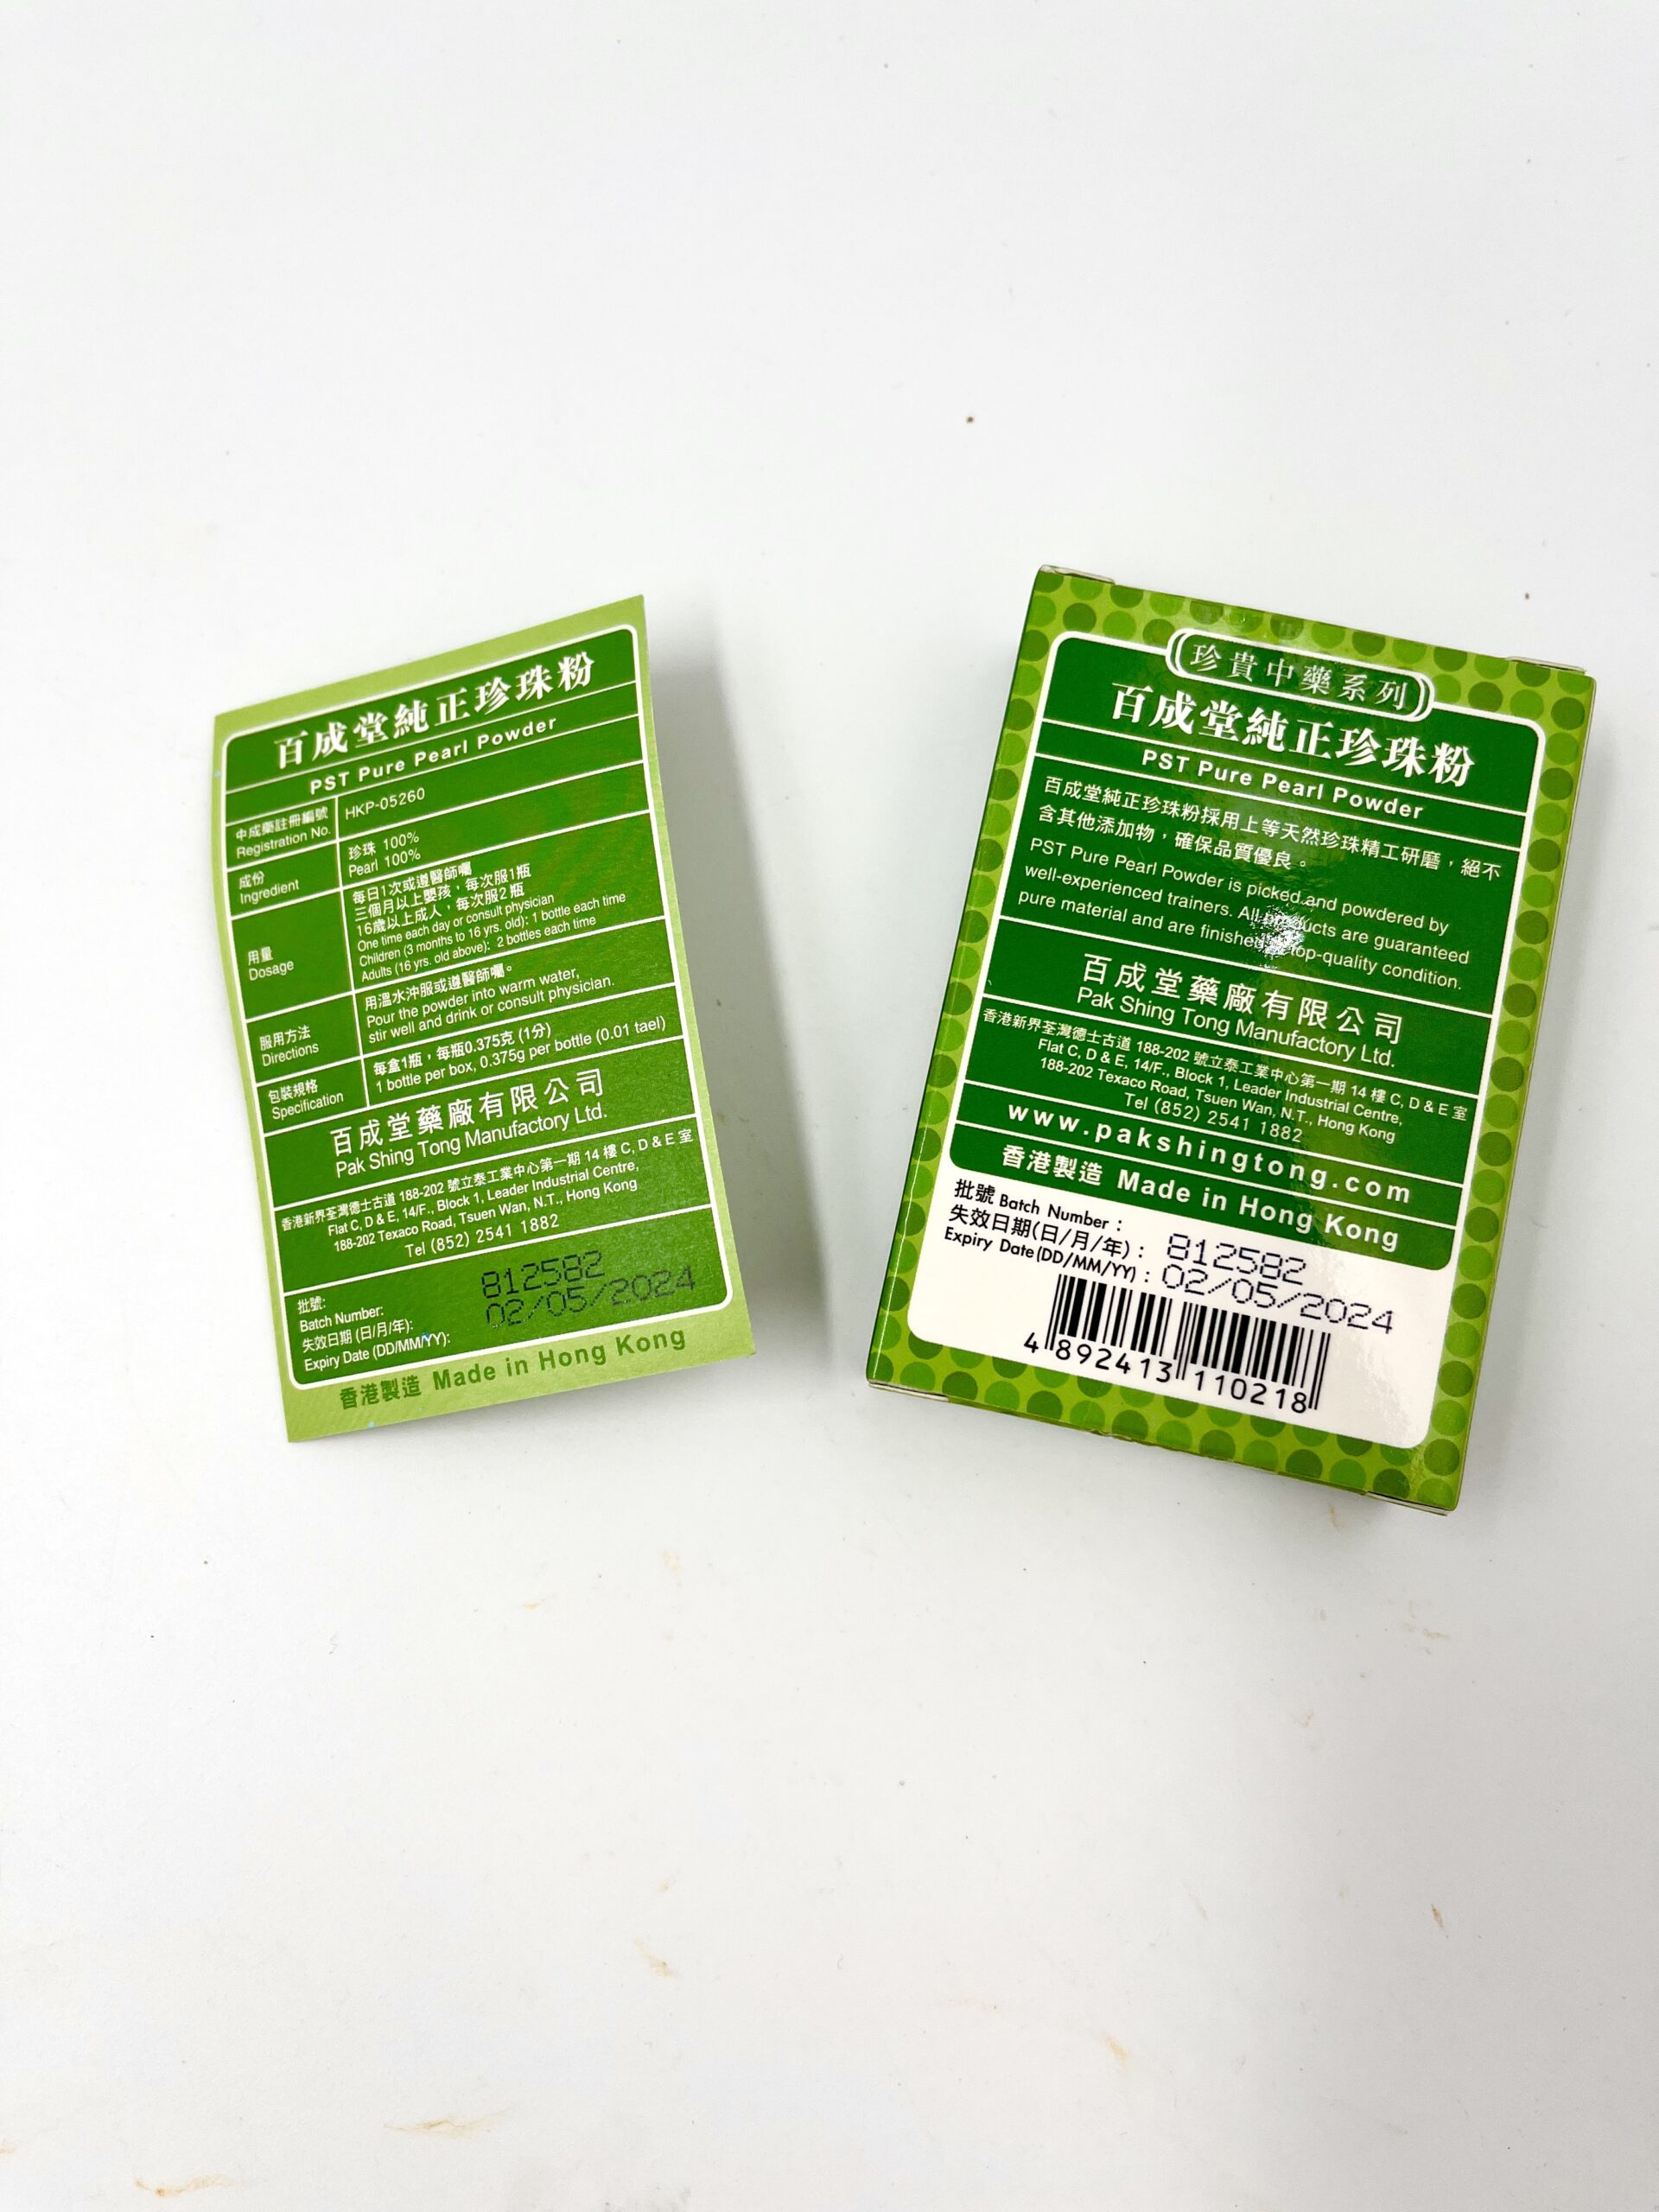 百成堂純正珍珠粉
PST Pure Pearl Powder
中成藥註冊編號
Registration No.
HKP-05260
成份
Ingredient
珍珠 100%
Pearl 100%
用量
Dosage
每日1次或遵醫師囑
三個月以上嬰孩，每次服1瓶
16歲以上成人，每次服2瓶
One time each day or consult physician
Children (3 months to 16 yrs. old): 1 bottle each time
Adults (16 yrs. old above): 2 bottles each time
服用方法
Directions
用溫水沖服或遵醫師囑。
Pour the powder into warm water,
stir well and drink or consult physician.
包裝規格
Specification
每盒1瓶，每瓶0.375克 (1分)
1 bottle per box, 0.375g per bottle (0.01 tael)
百成堂藥廠有限公司
Pak Shing Tong Manufactory Ltd.
香港新界荃灣德士古道 188-202 號立泰工業中心第一期 14 樓 C, D & E 室
Flat C, D & E, 14/F., Block 1, Leader Industrial Centre,
188-202 Texaco Road, Tsuen Wan, N.T., Hong Kong
Tel (852) 2541 1882
批號:
Batch Number:
812582
失效日期 (日/月/年):
Expiry Date (DD/MM/YY):
02/05/2024
香港製造 Made in Hong Kong
珍貴中藥系列
百成堂純正珍珠粉
PST Pure Pearl Powder
百成堂純正珍珠粉採用上等天然珍珠精工研磨，絕不
含其他添加物，確保品質優良。
PST Pure Pearl Powder is picked and powdered by
well-experienced trainers. All products are guaranteed
pure material and are finished top-quality condition.
百成堂藥廠有限公司
Pak Shing Tong Manufactory Ltd.
香港新界荃灣德士古道 188-202 號立泰工業中心第一期 14 樓 C, D & E 室
Flat C, D & E, 14/F., Block 1, Leader Industrial Centre,
188-202 Texaco Road, Tsuen Wan, N.T., Hong Kong
Tel (852) 2541 1882
www.pakshingtong.com
香港製造 Made in Hong Kong
批號 Batch Number :
812582
失效日期(日/月/年) :
Expiry Date (DD/MM/YY) :
02/05/2024
4 892413 110218